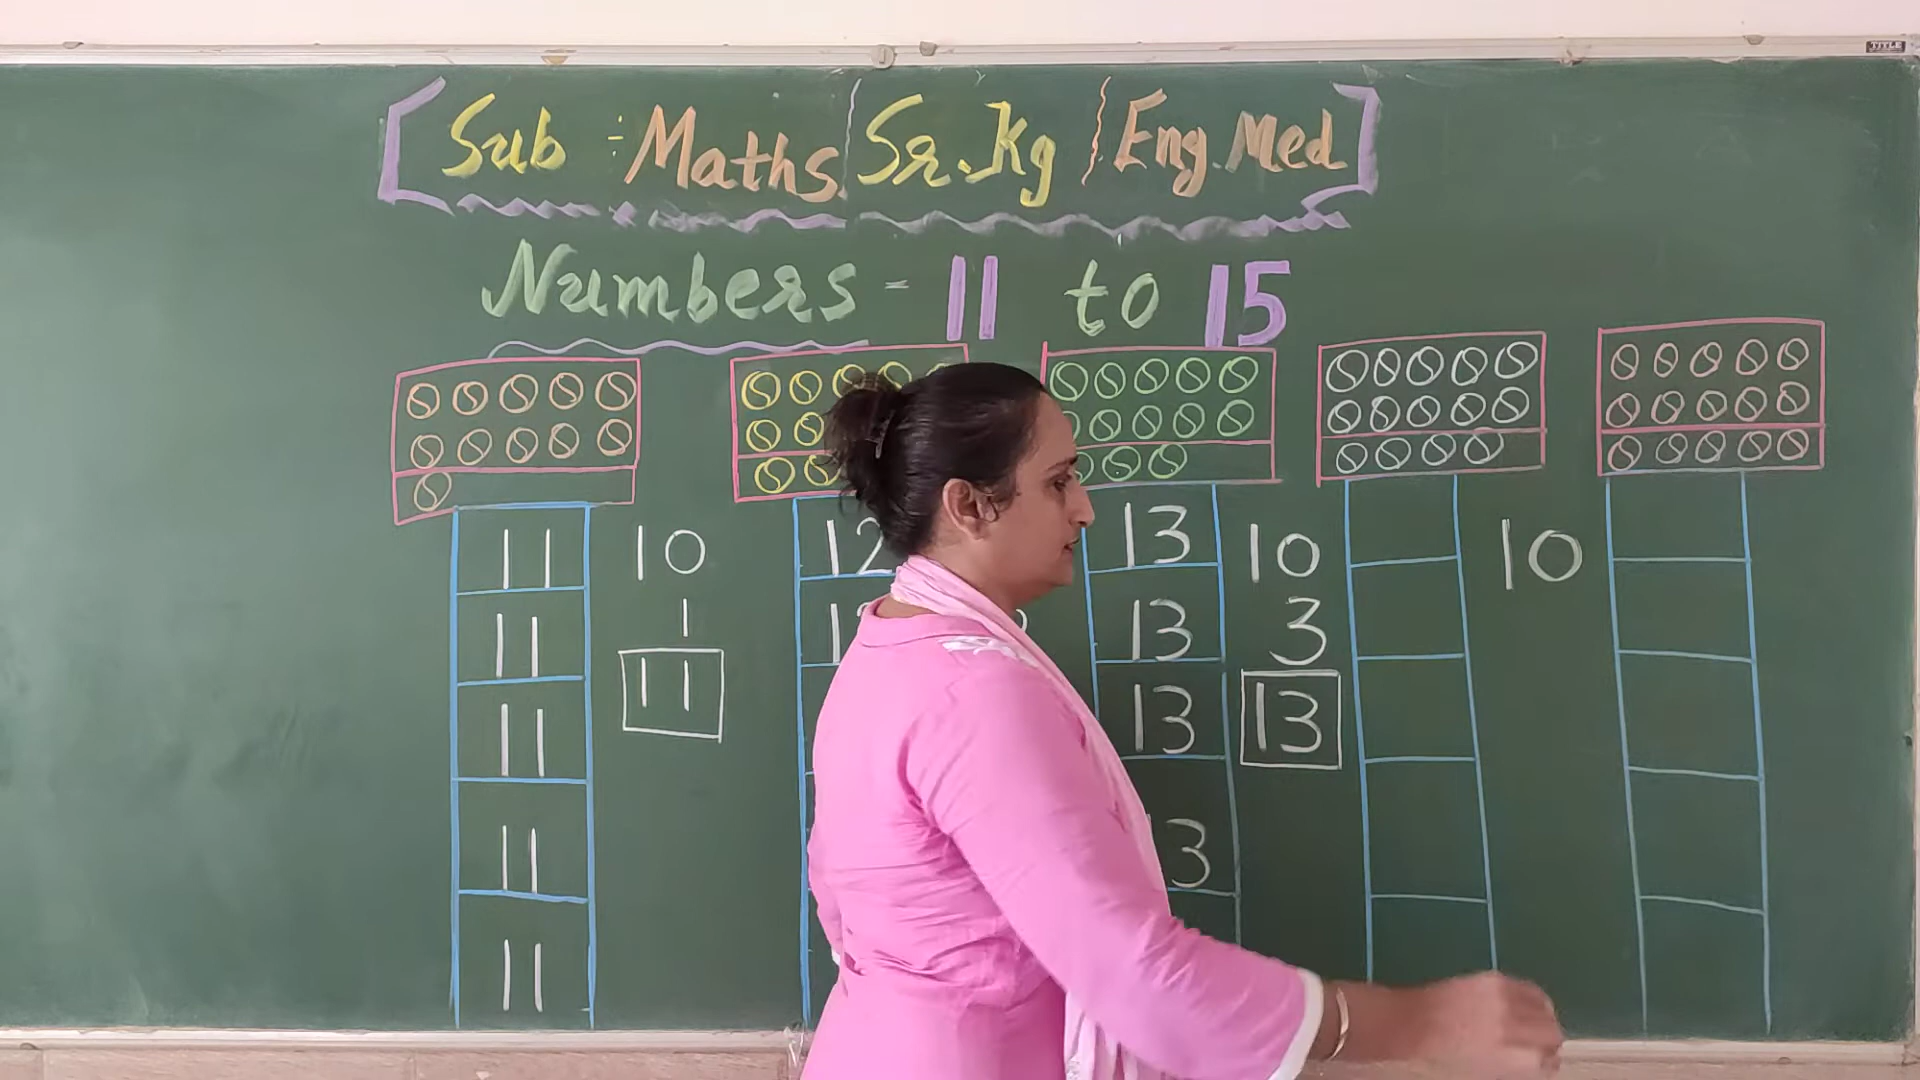 TITLE
Sub :- Maths | Sr. Kg | Eng. Med
Numbers - 11 to 15
11 10 12 13 10 10
11 1 13 3
11 11 13 13
11 13
11